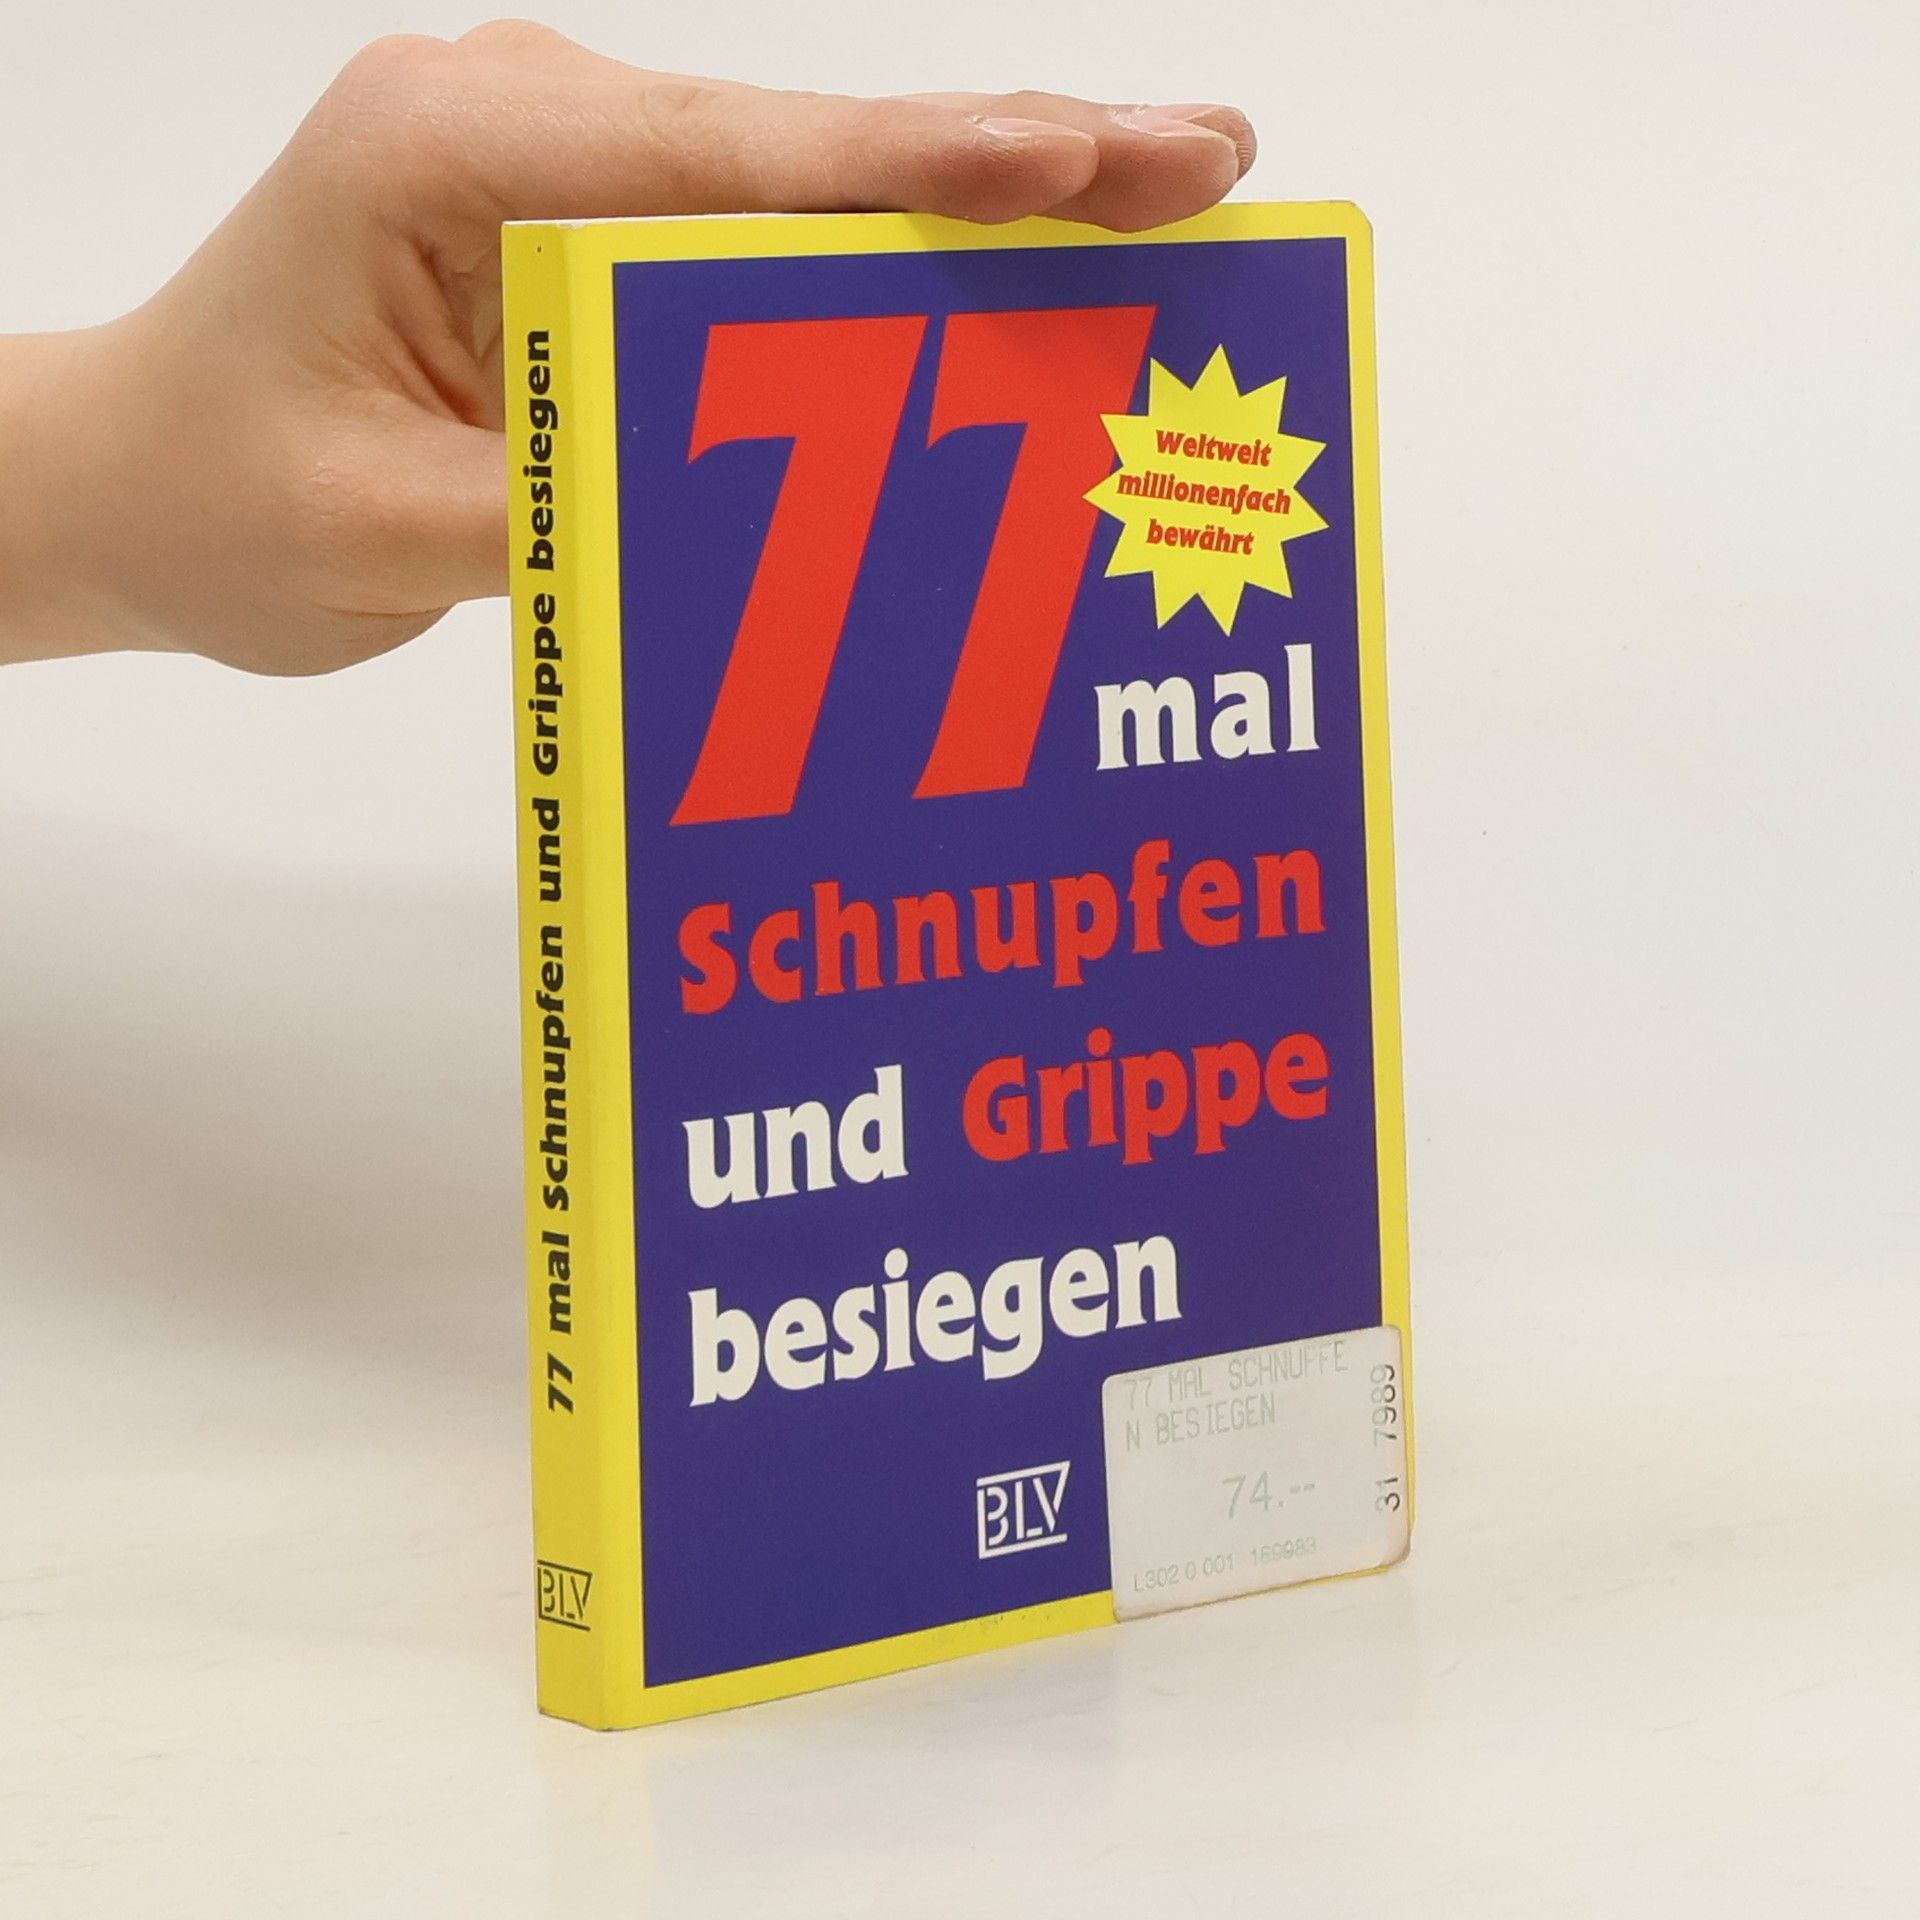 77 mal Schnupfen und Grippe besiegen
BLV
77
Weltweit
millionenfach
bewährt
mal
Schnupfen
und Grippe
besiegen
BLV
77 MAL SCHNUPFE
N BESIEGEN
74.--
L302 0 001 169983
31 7989